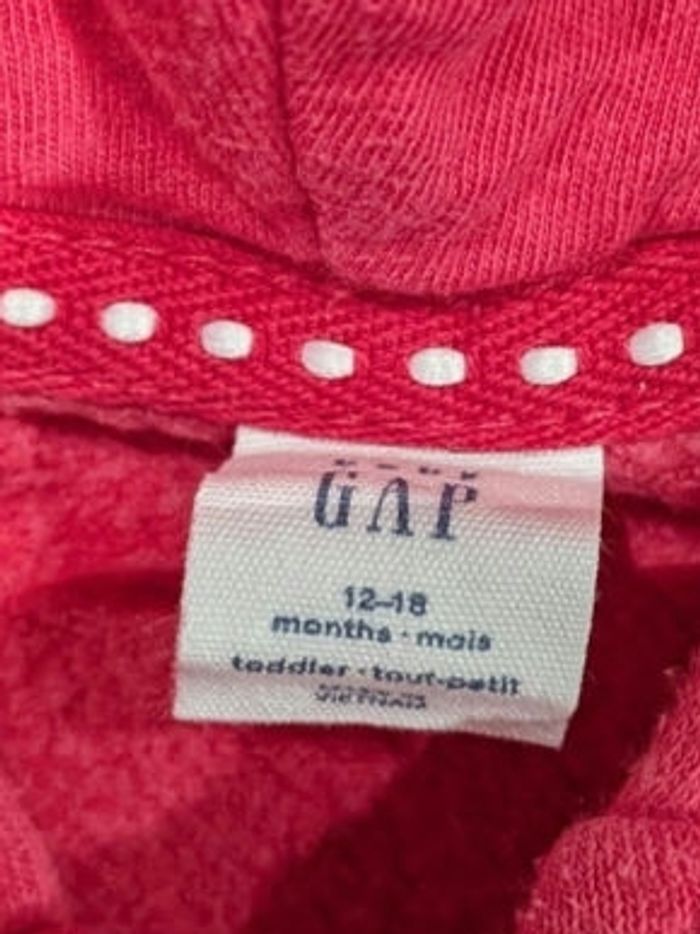 GAP
12-18
months · mois
toddler · tout-petit